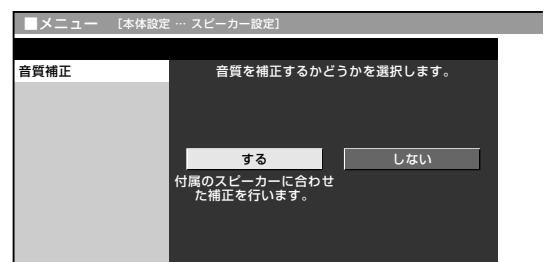 ■メニュー [本体設定 … スピーカー設定]
音質補正
音質を補正するかどうかを選択します。
する
しない
付属のスピーカーに合わせ
た補正を行います。